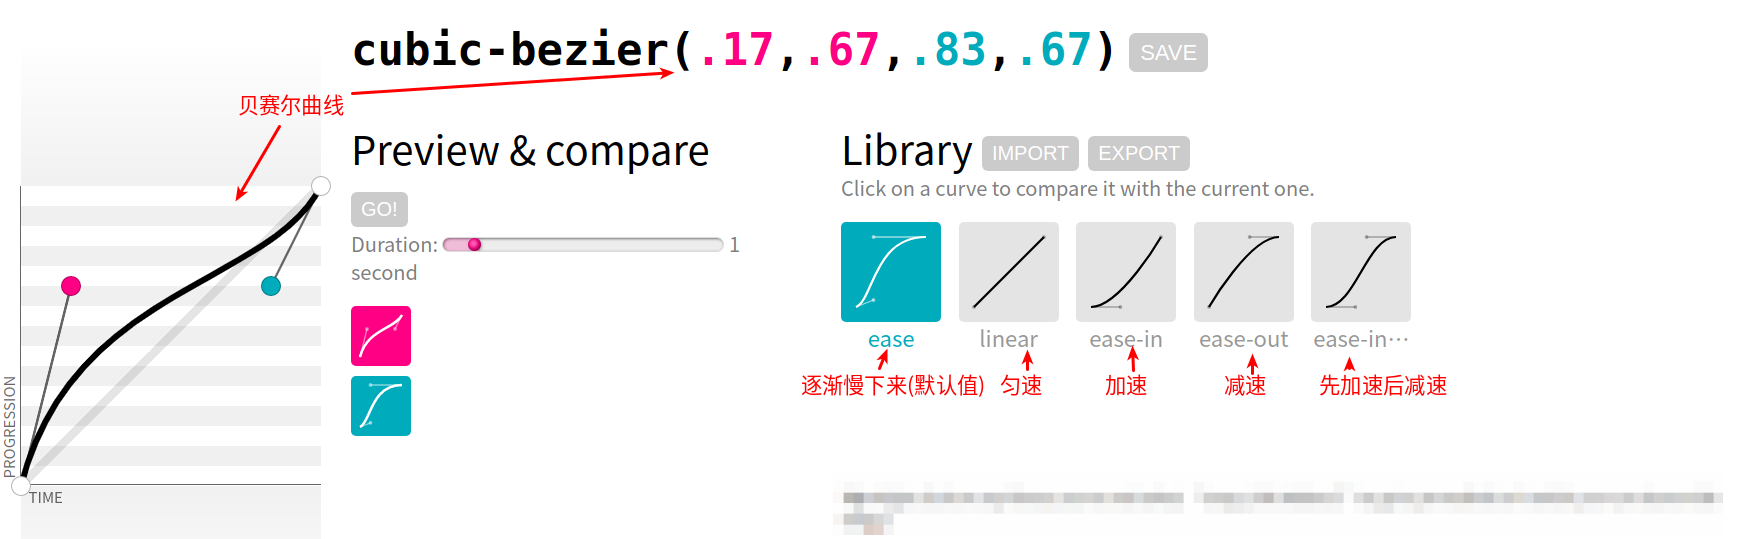 cubic-bezier(.17,.67,.83,.67) SAVE
贝赛尔曲线
Preview & compare
GO!
Duration: 1
second
Library IMPORT EXPORT
Click on a curve to compare it with the current one.
ease linear ease-in ease-out ease-in…
逐渐慢下来(默认值) 匀速 加速 减速 先加速后减速
PROGRESSION
TIME